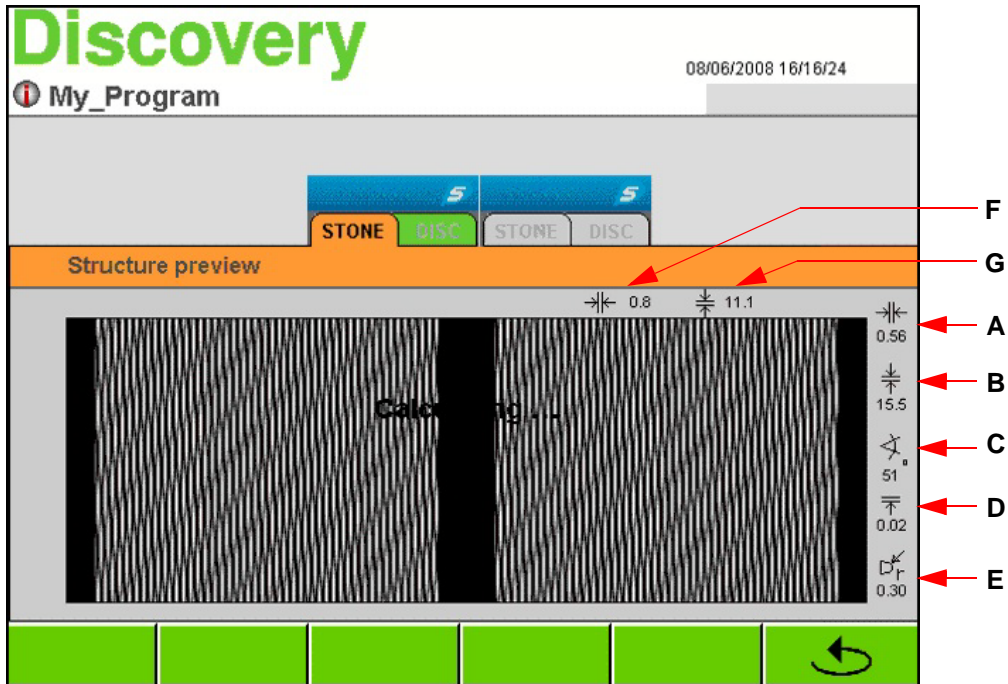 Discovery
08/06/2008 16/16/24
My_Program
S S
STONE DISC STONE DISC
F
Structure preview
G
0.8 11.1
A
0.56
B
15.5
C
51°
D
0.02
E
r
0.30